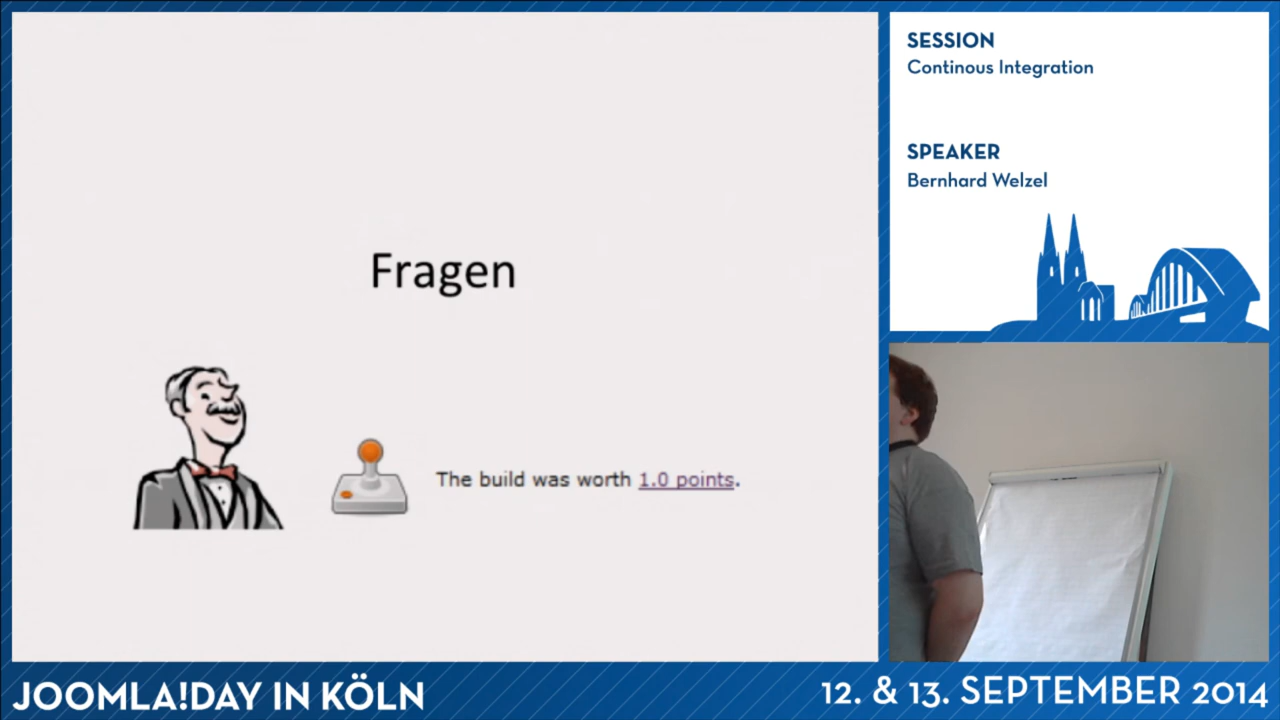 Fragen
The build was worth 1.0 points.
SESSION
Continous Integration
SPEAKER
Bernhard Welzel
JOOMLA!DAY IN KÖLN
12. & 13. SEPTEMBER 2014